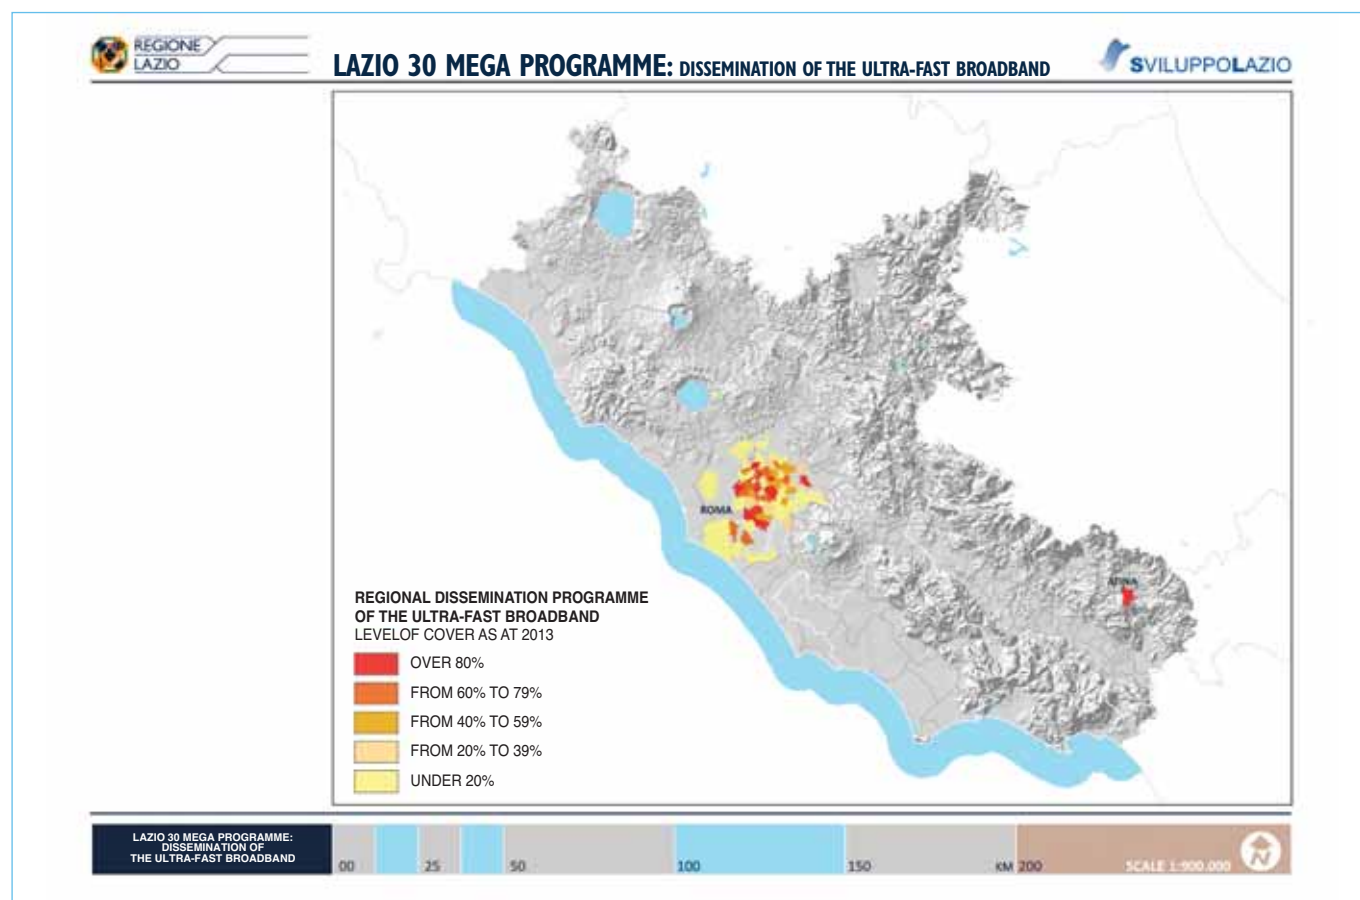 REGIONE
LAZIO
LAZIO 30 MEGA PROGRAMME: DISSEMINATION OF THE ULTRA-FAST BROADBAND
SVILUPPOLAZIO
ROMA
ATINA
REGIONAL DISSEMINATION PROGRAMME
OF THE ULTRA-FAST BROADBAND
LEVELOF COVER AS AT 2013
OVER 80%
FROM 60% TO 79%
FROM 40% TO 59%
FROM 20% TO 39%
UNDER 20%
LAZIO 30 MEGA PROGRAMME:
DISSEMINATION OF
THE ULTRA-FAST BROADBAND
00 25 50 100 150 KM 200 SCALE 1:900.000 N